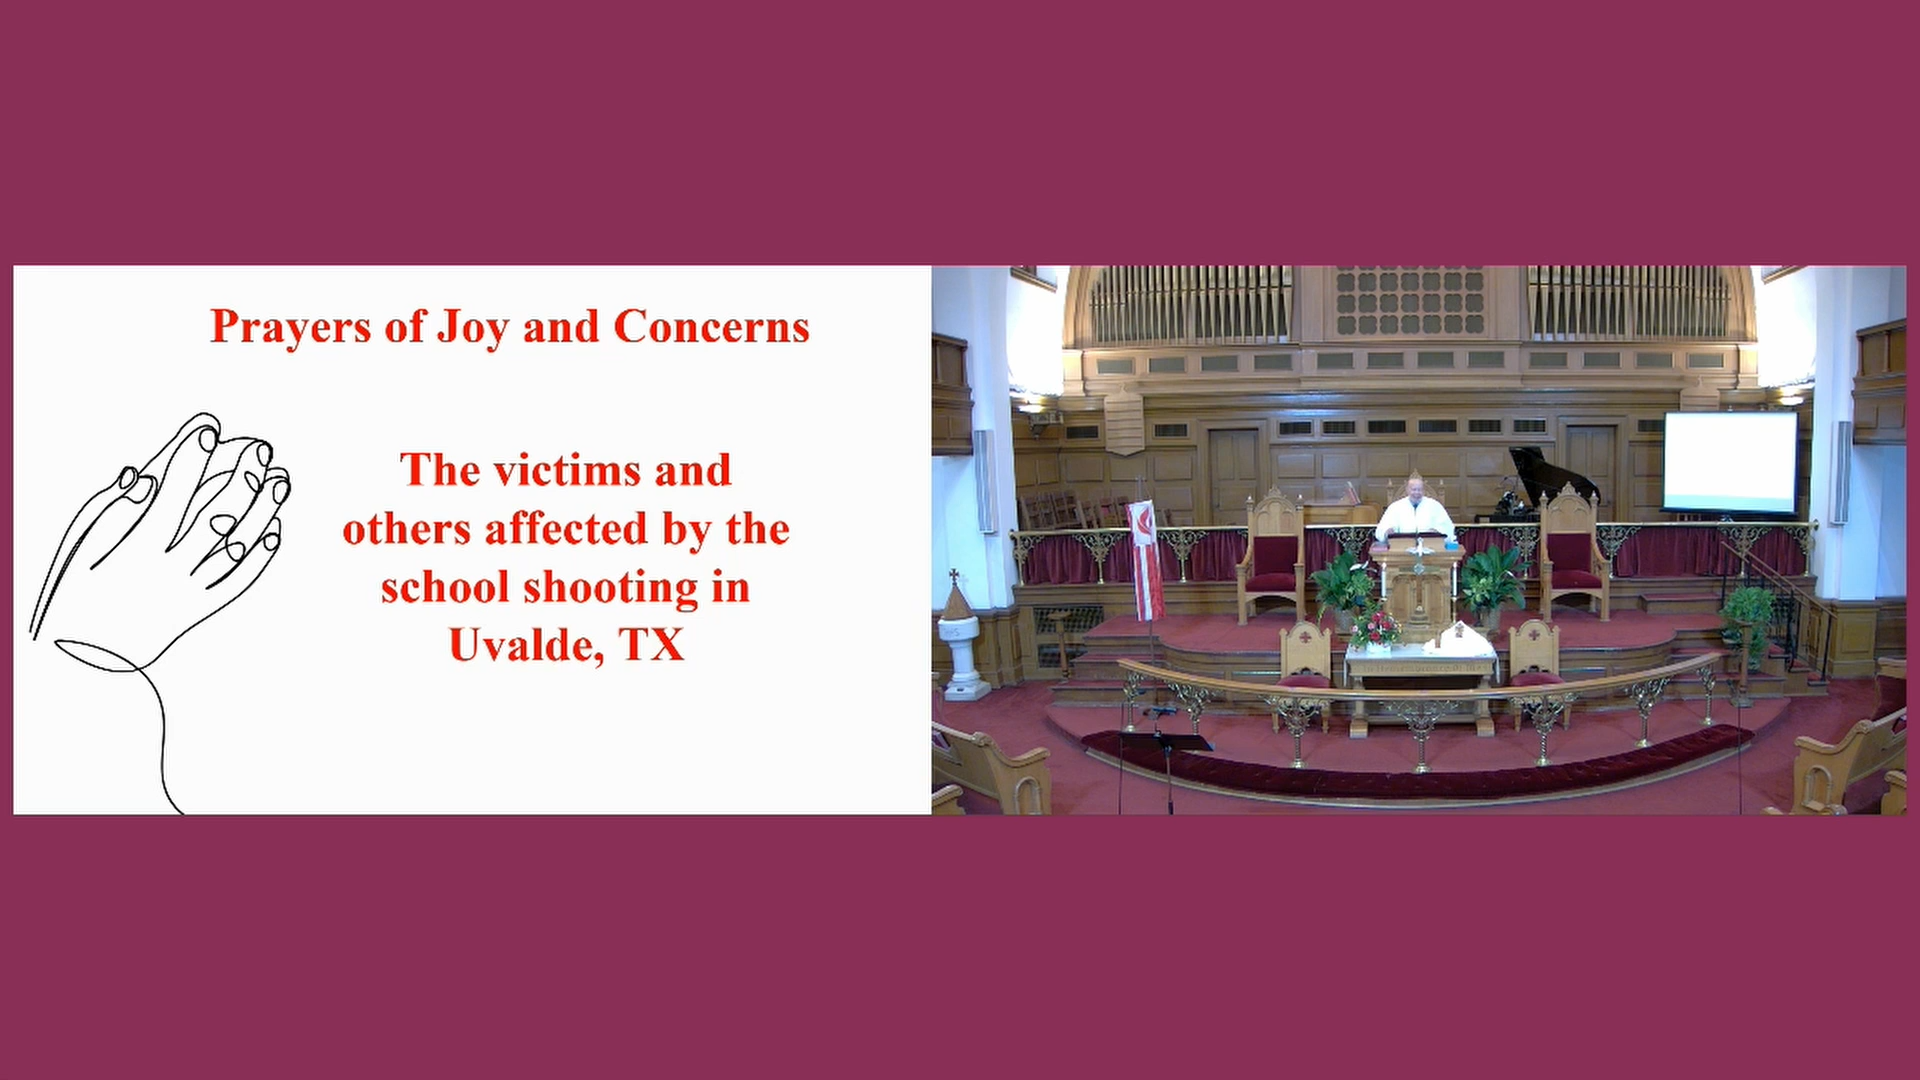 Prayers of Joy and Concerns
The victims and
others affected by the
school shooting in
Uvalde, TX